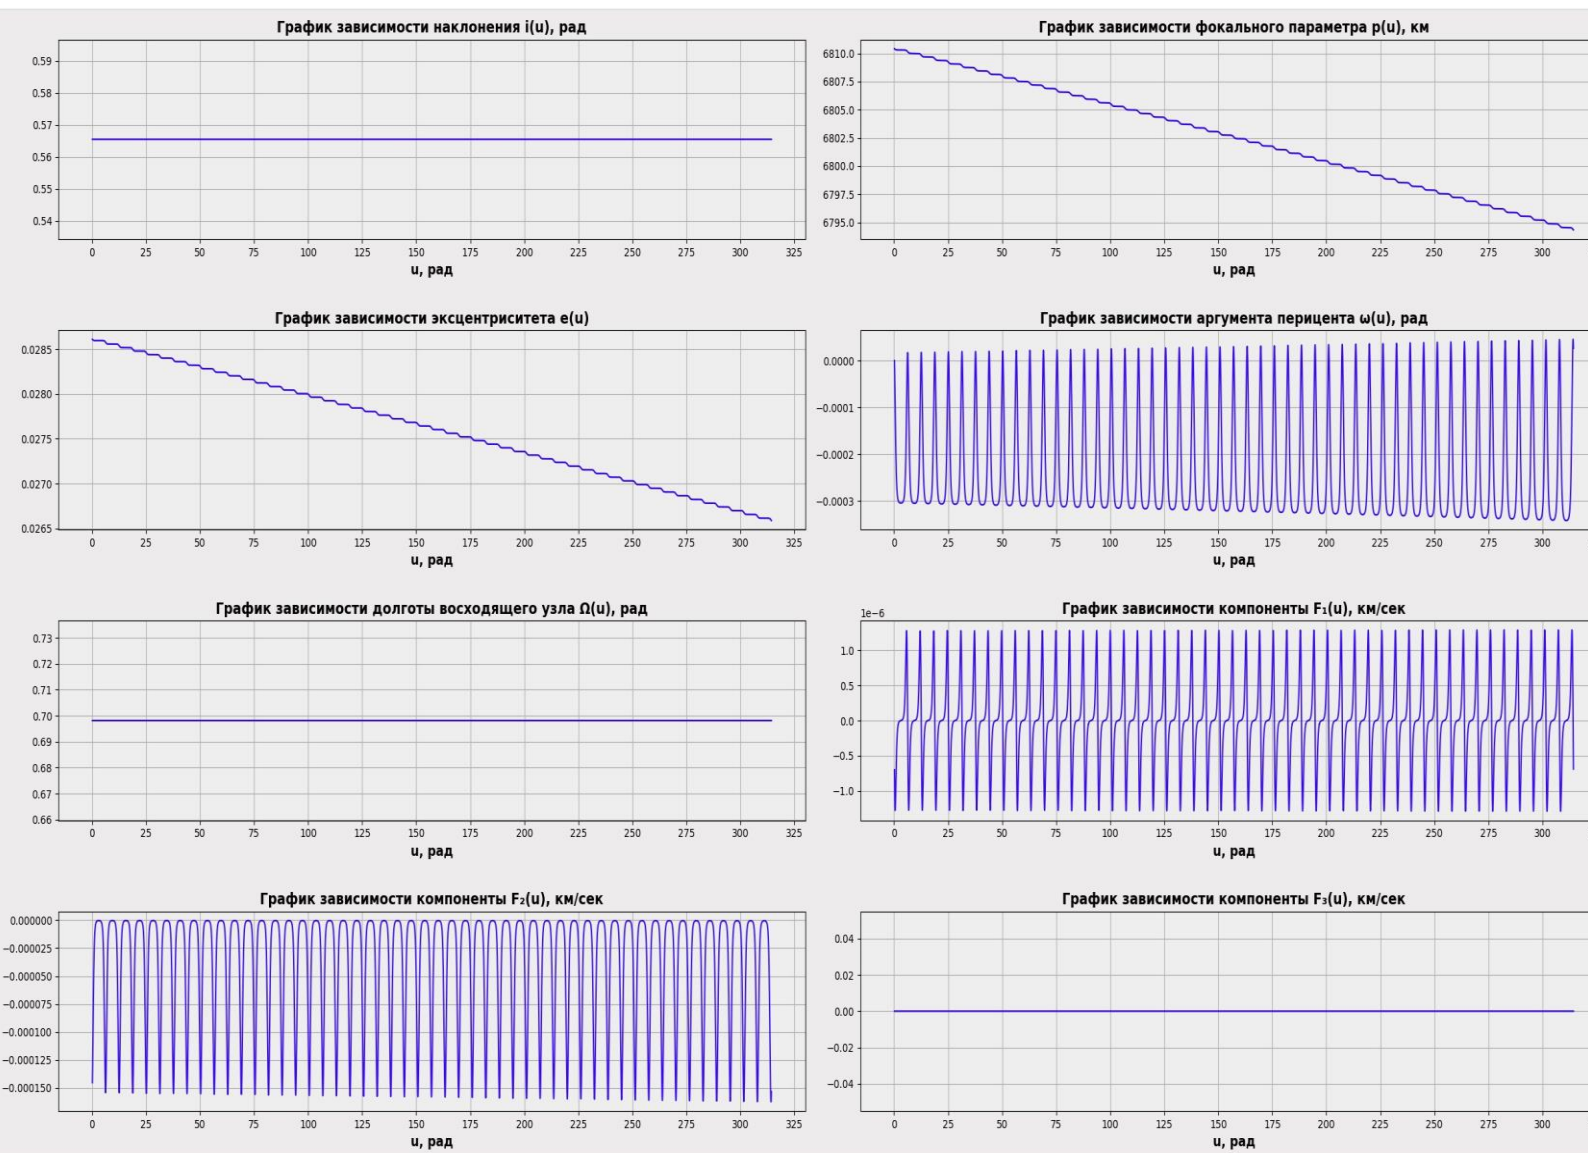 График зависимости наклонения i(u), рад
0.59
0.58
0.57
0.56
0.55
0.54
0 25 50 75 100 125 150 175 200 225 250 275 300 325
u, рад
График зависимости фокального параметра p(u), км
6810.0
6807.5
6805.0
6802.5
6800.0
6797.5
6795.0
0 25 50 75 100 125 150 175 200 225 250 275 300
u, рад
График зависимости эксцентриситета e(u)
0.0285
0.0280
0.0275
0.0270
0.0265
0 25 50 75 100 125 150 175 200 225 250 275 300 325
u, рад
График зависимости аргумента перицента ω(u), рад
0.0000
−0.0001
−0.0002
−0.0003
0 25 50 75 100 125 150 175 200 225 250 275 300
u, рад
График зависимости долготы восходящего узла Ω(u), рад
0.73
0.72
0.71
0.70
0.69
0.68
0.67
0.66
0 25 50 75 100 125 150 175 200 225 250 275 300 325
u, рад
График зависимости компоненты F₁(u), км/сек
1e−6
1.0
0.5
0.0
−0.5
−1.0
0 25 50 75 100 125 150 175 200 225 250 275 300
u, рад
График зависимости компоненты F₂(u), км/сек
0.000000
−0.000025
−0.000050
−0.000075
−0.000100
−0.000125
−0.000150
0 25 50 75 100 125 150 175 200 225 250 275 300 325
u, рад
График зависимости компоненты F₃(u), км/сек
0.04
0.02
0.00
−0.02
−0.04
0 25 50 75 100 125 150 175 200 225 250 275 300
u, рад